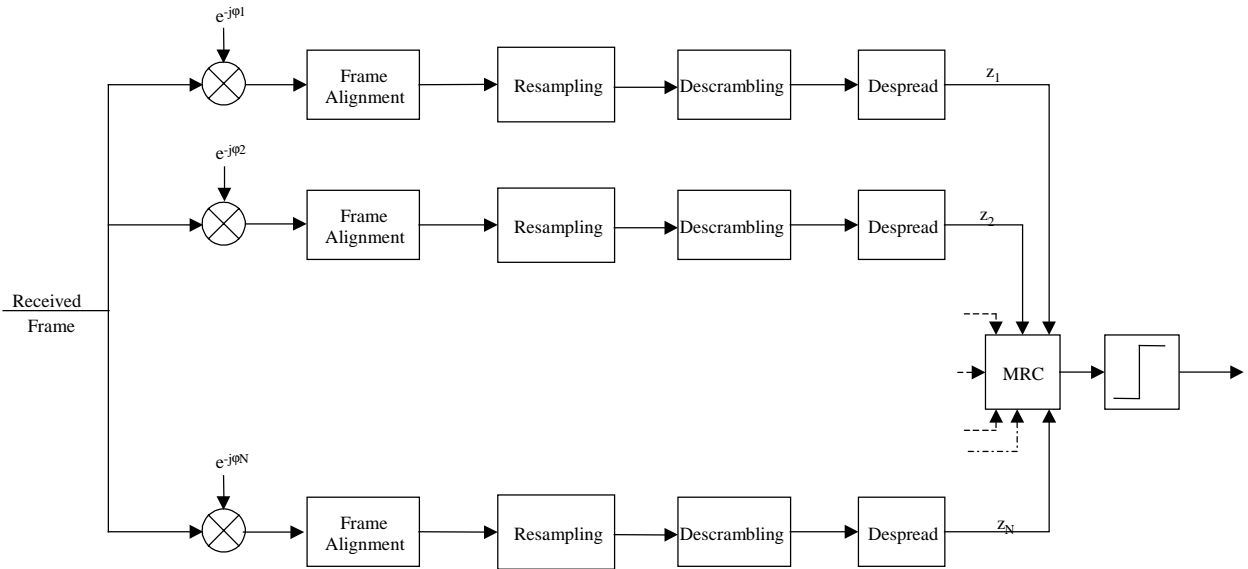 e-jφ1
Frame
Alignment
Resampling
Descrambling
Despread
z1
e-jφ2
Frame
Alignment
Resampling
Descrambling
Despread
z2
Received
Frame
MRC
e-jφN
Frame
Alignment
Resampling
Descrambling
Despread
zN